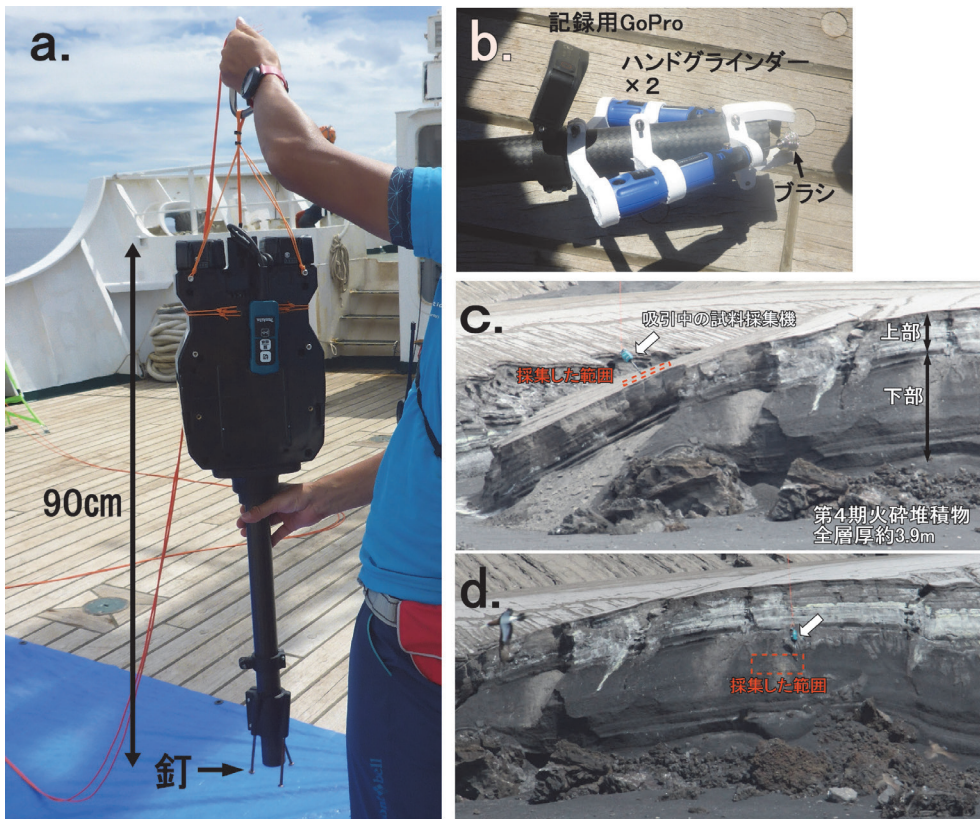 a.
90cm
釘
b.
記録用GoPro
ハンドグラインダー
×2
ブラシ
c.
吸引中の試料採集機
採集した範囲
上部
下部
第4期火砕堆積物
全層厚約3.9m
d.
採集した範囲